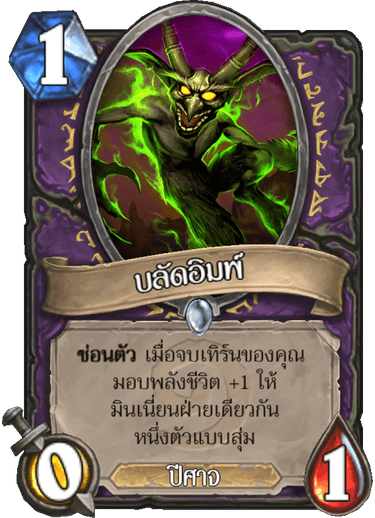 1
บลัดอิมพ์
ซ่อนตัว เมื่อจบเทิร์นของคุณ
มอบพลังชีวิต +1 ให้
มินเนี่ยนฝ่ายเดียวกัน
หนึ่งตัวแบบสุ่ม
0
ปีศาจ
1